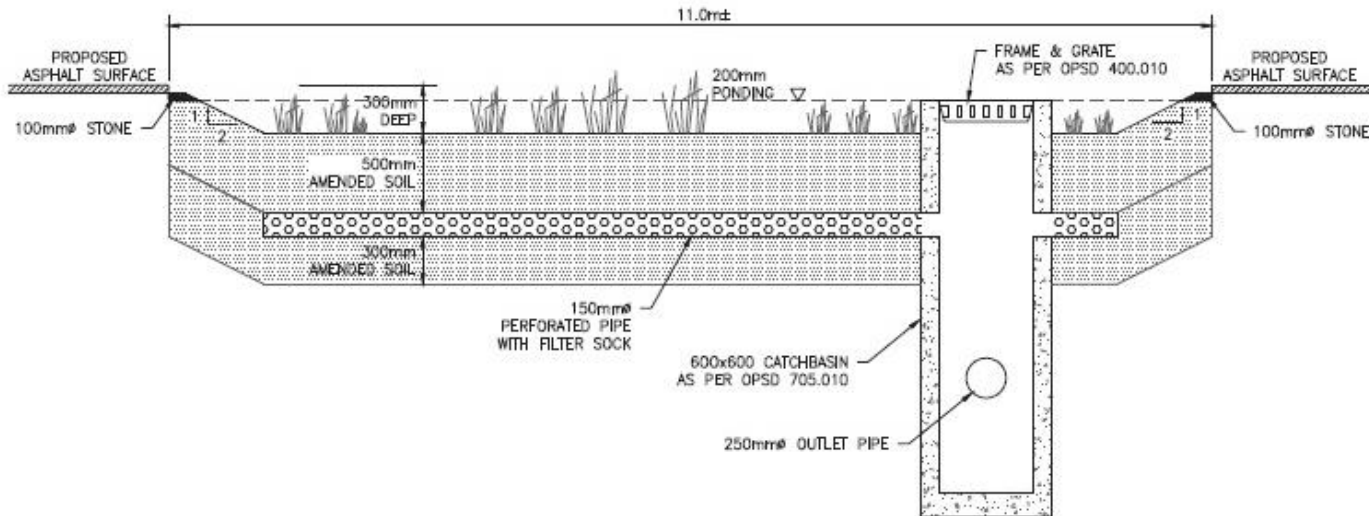 11.0m±
PROPOSED
ASPHALT SURFACE
FRAME & GRATE
AS PER OPSD 400.010
PROPOSED
ASPHALT SURFACE
200mm
PONDING
300mm
DEEP
1
2
1
2
100mmø STONE
100mmø STONE
500mm
AMENDED SOIL
300mm
AMENDED SOIL
150mmø
PERFORATED PIPE
WITH FILTER SOCK
600x600 CATCHBASIN
AS PER OPSD 705.010
250mmø OUTLET PIPE